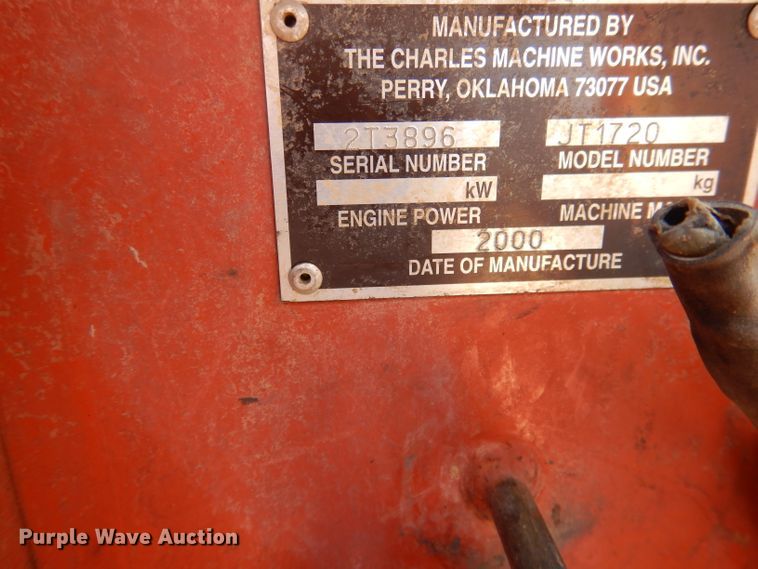 MANUFACTURED BY
THE CHARLES MACHINE WORKS, INC.
PERRY, OKLAHOMA 73077 USA
2T3896 JT1720
SERIAL NUMBER MODEL NUMBER
kW kg
ENGINE POWER MACHINE
2000
DATE OF MANUFACTURE
Purple Wave Auction